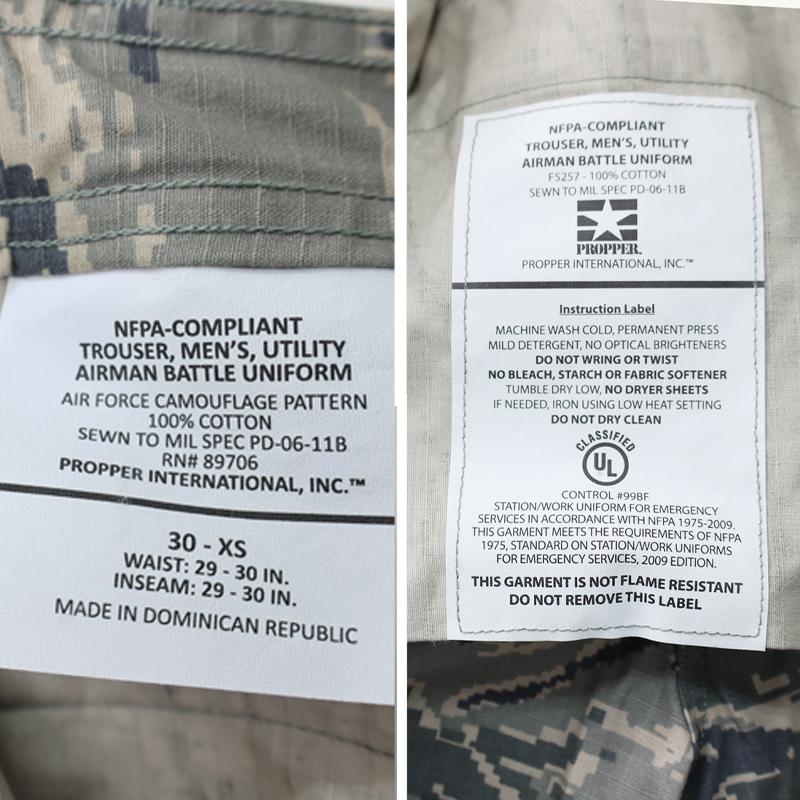 NFPA-COMPLIANT
TROUSER, MEN'S, UTILITY
AIRMAN BATTLE UNIFORM
AIR FORCE CAMOUFLAGE PATTERN
100% COTTON
SEWN TO MIL SPEC PD-06-11B
RN# 89706
PROPPER INTERNATIONAL, INC.™
30 - XS
WAIST: 29 - 30 IN.
INSEAM: 29 - 30 IN.
MADE IN DOMINICAN REPUBLIC
NFPA-COMPLIANT
TROUSER, MEN'S, UTILITY
AIRMAN BATTLE UNIFORM
F5257 - 100% COTTON
SEWN TO MIL SPEC PD-06-11B
PROPPER.
PROPPER INTERNATIONAL, INC.™
Instruction Label
MACHINE WASH COLD, PERMANENT PRESS
MILD DETERGENT, NO OPTICAL BRIGHTENERS
DO NOT WRING OR TWIST
NO BLEACH, STARCH OR FABRIC SOFTENER
TUMBLE DRY LOW, NO DRYER SHEETS
IF NEEDED, IRON USING LOW HEAT SETTING
DO NOT DRY CLEAN
CLASSIFIED
UL
CONTROL #99BF
STATION/WORK UNIFORM FOR EMERGENCY
SERVICES IN ACCORDANCE WITH NFPA 1975-2009.
THIS GARMENT MEETS THE REQUIREMENTS OF NFPA
1975, STANDARD ON STATION/WORK UNIFORMS
FOR EMERGENCY SERVICES, 2009 EDITION.
THIS GARMENT IS NOT FLAME RESISTANT
DO NOT REMOVE THIS LABEL